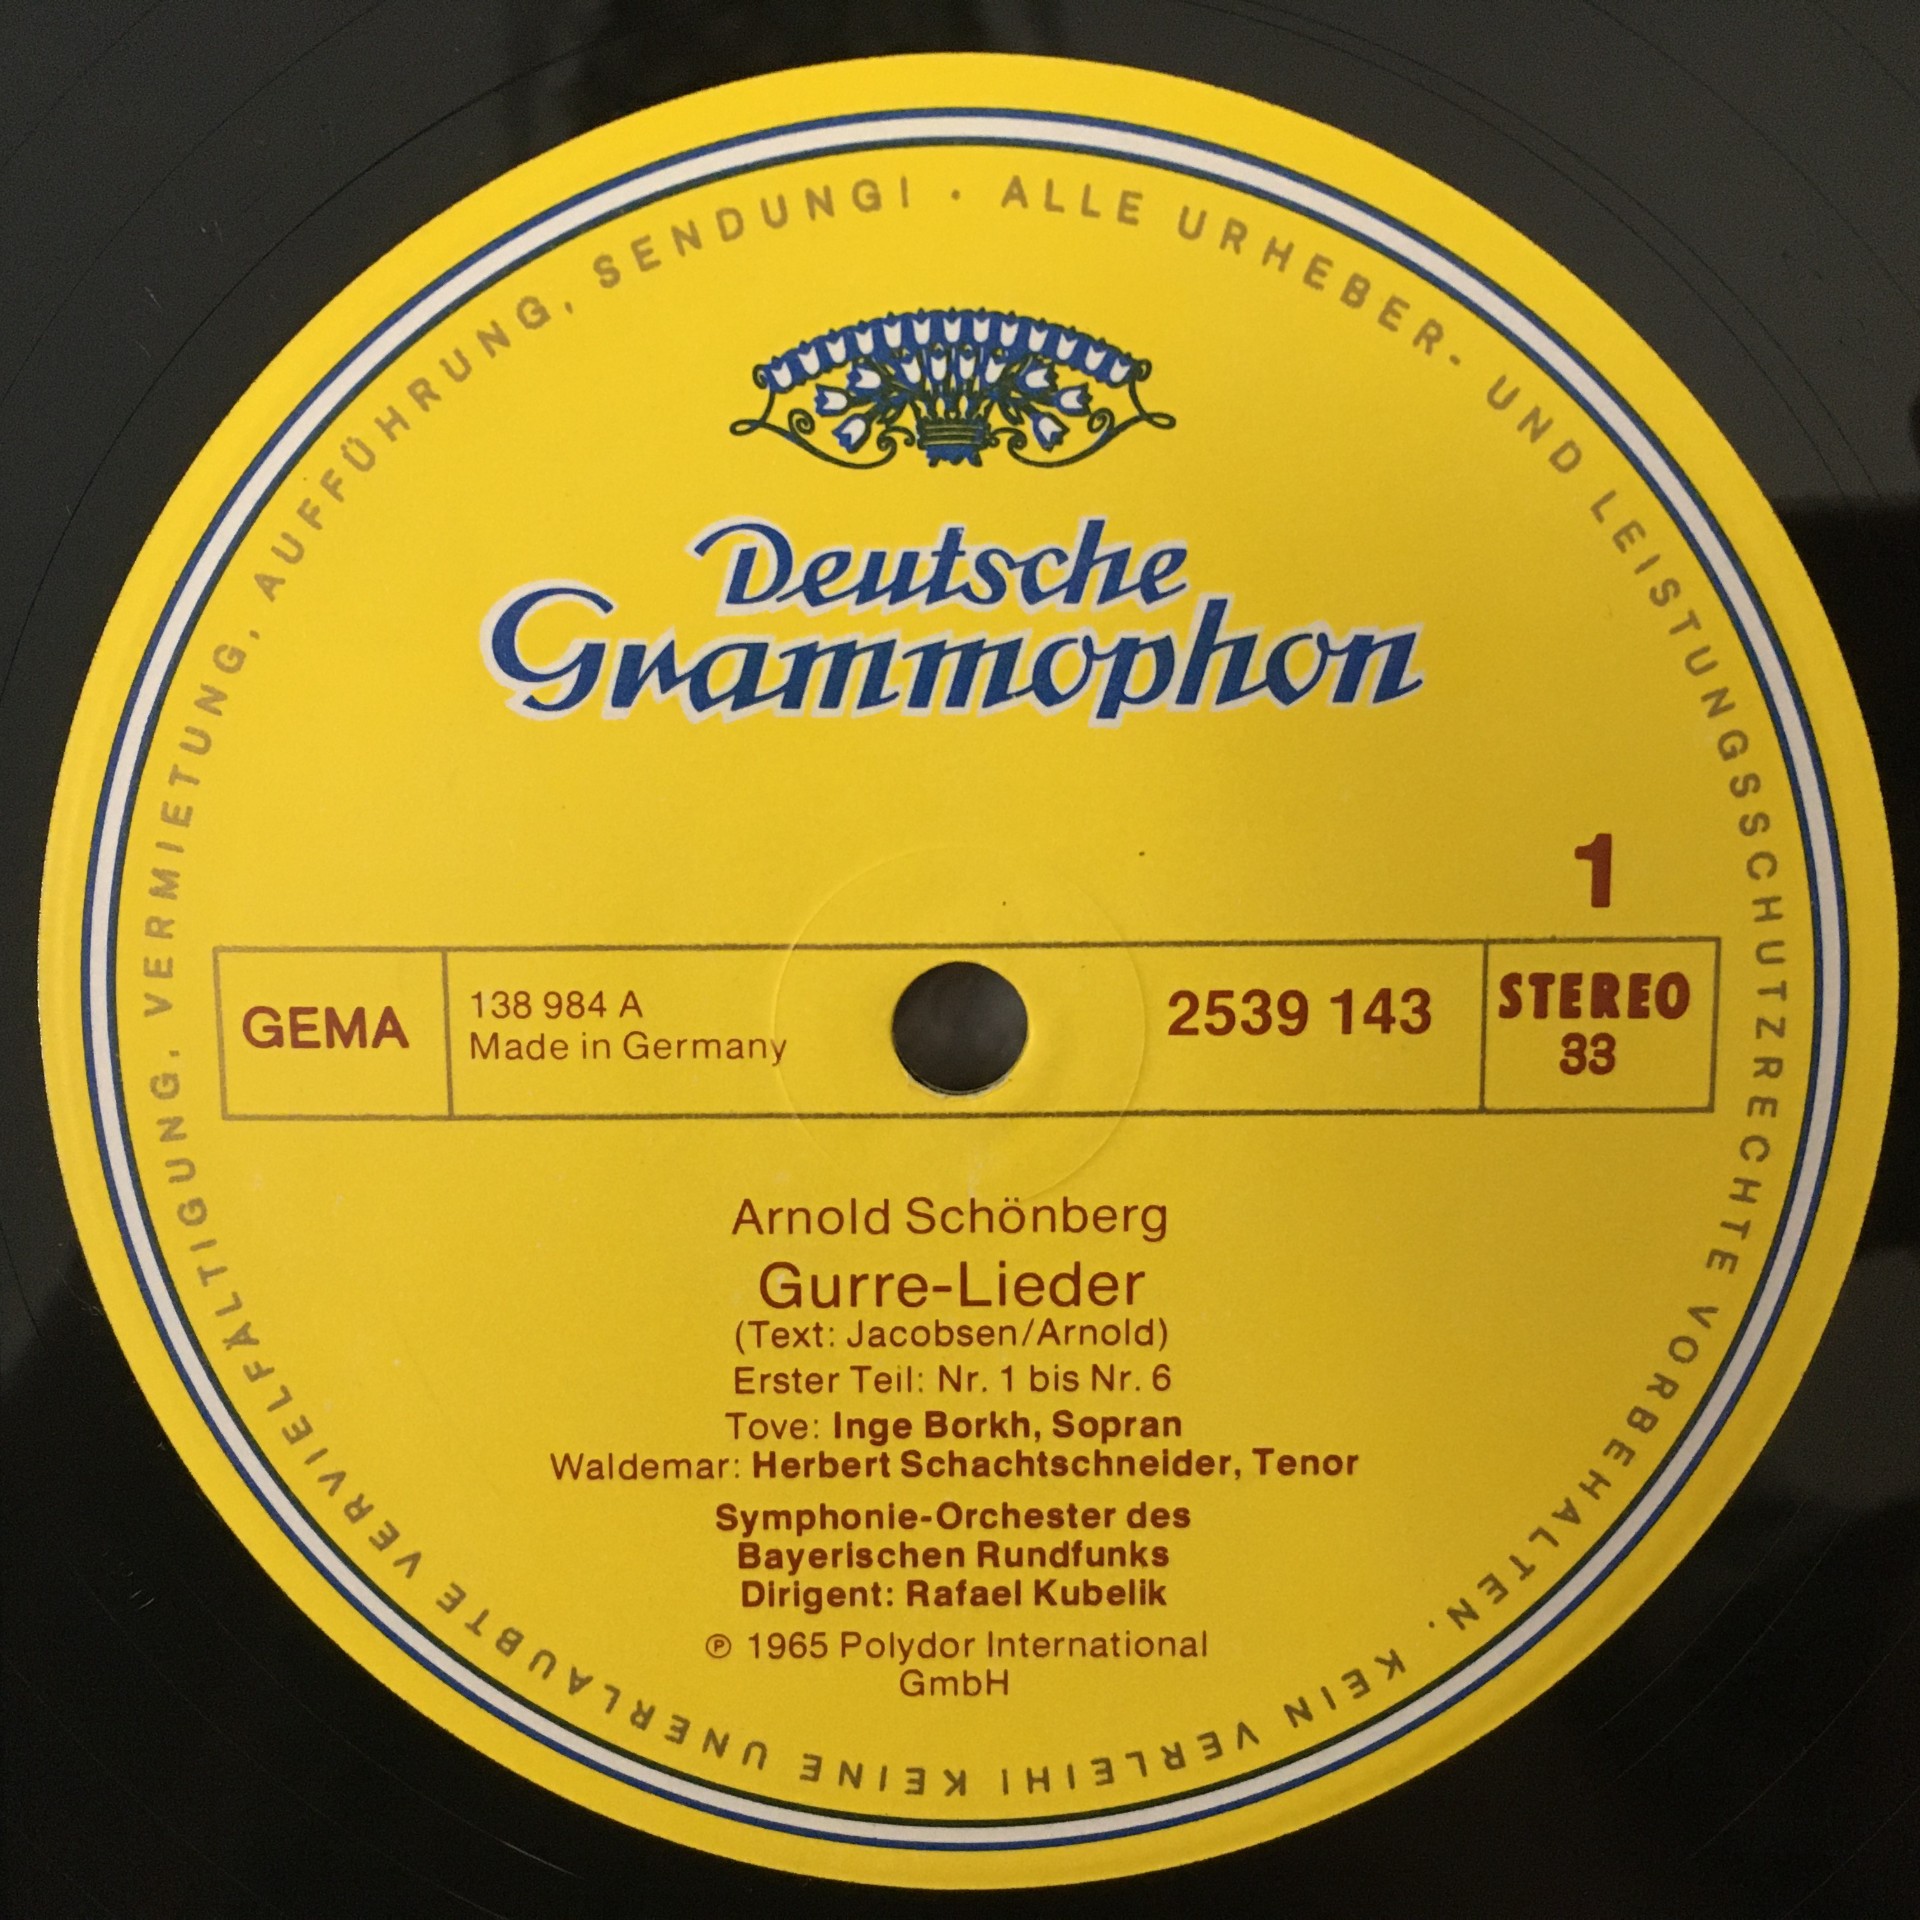 ALLE URHEBER- UND LEISTUNGSSCHUTZRECHTE VORBEHALTEN. KEIN VERLEIH! KEINE UNERLAUBTE VERVIELFÄLTIGUNG, VERMIETUNG, AUFFÜHRUNG, SENDUNG! ·
Deutsche
Grammophon
1
GEMA
138 984 A
Made in Germany
2539 143
STEREO
33
Arnold Schönberg
Gurre-Lieder
(Text: Jacobsen/Arnold)
Erster Teil: Nr. 1 bis Nr. 6
Tove: Inge Borkh, Sopran
Waldemar: Herbert Schachtschneider, Tenor
Symphonie-Orchester des
Bayerischen Rundfunks
Dirigent: Rafael Kubelik
℗ 1965 Polydor International
GmbH